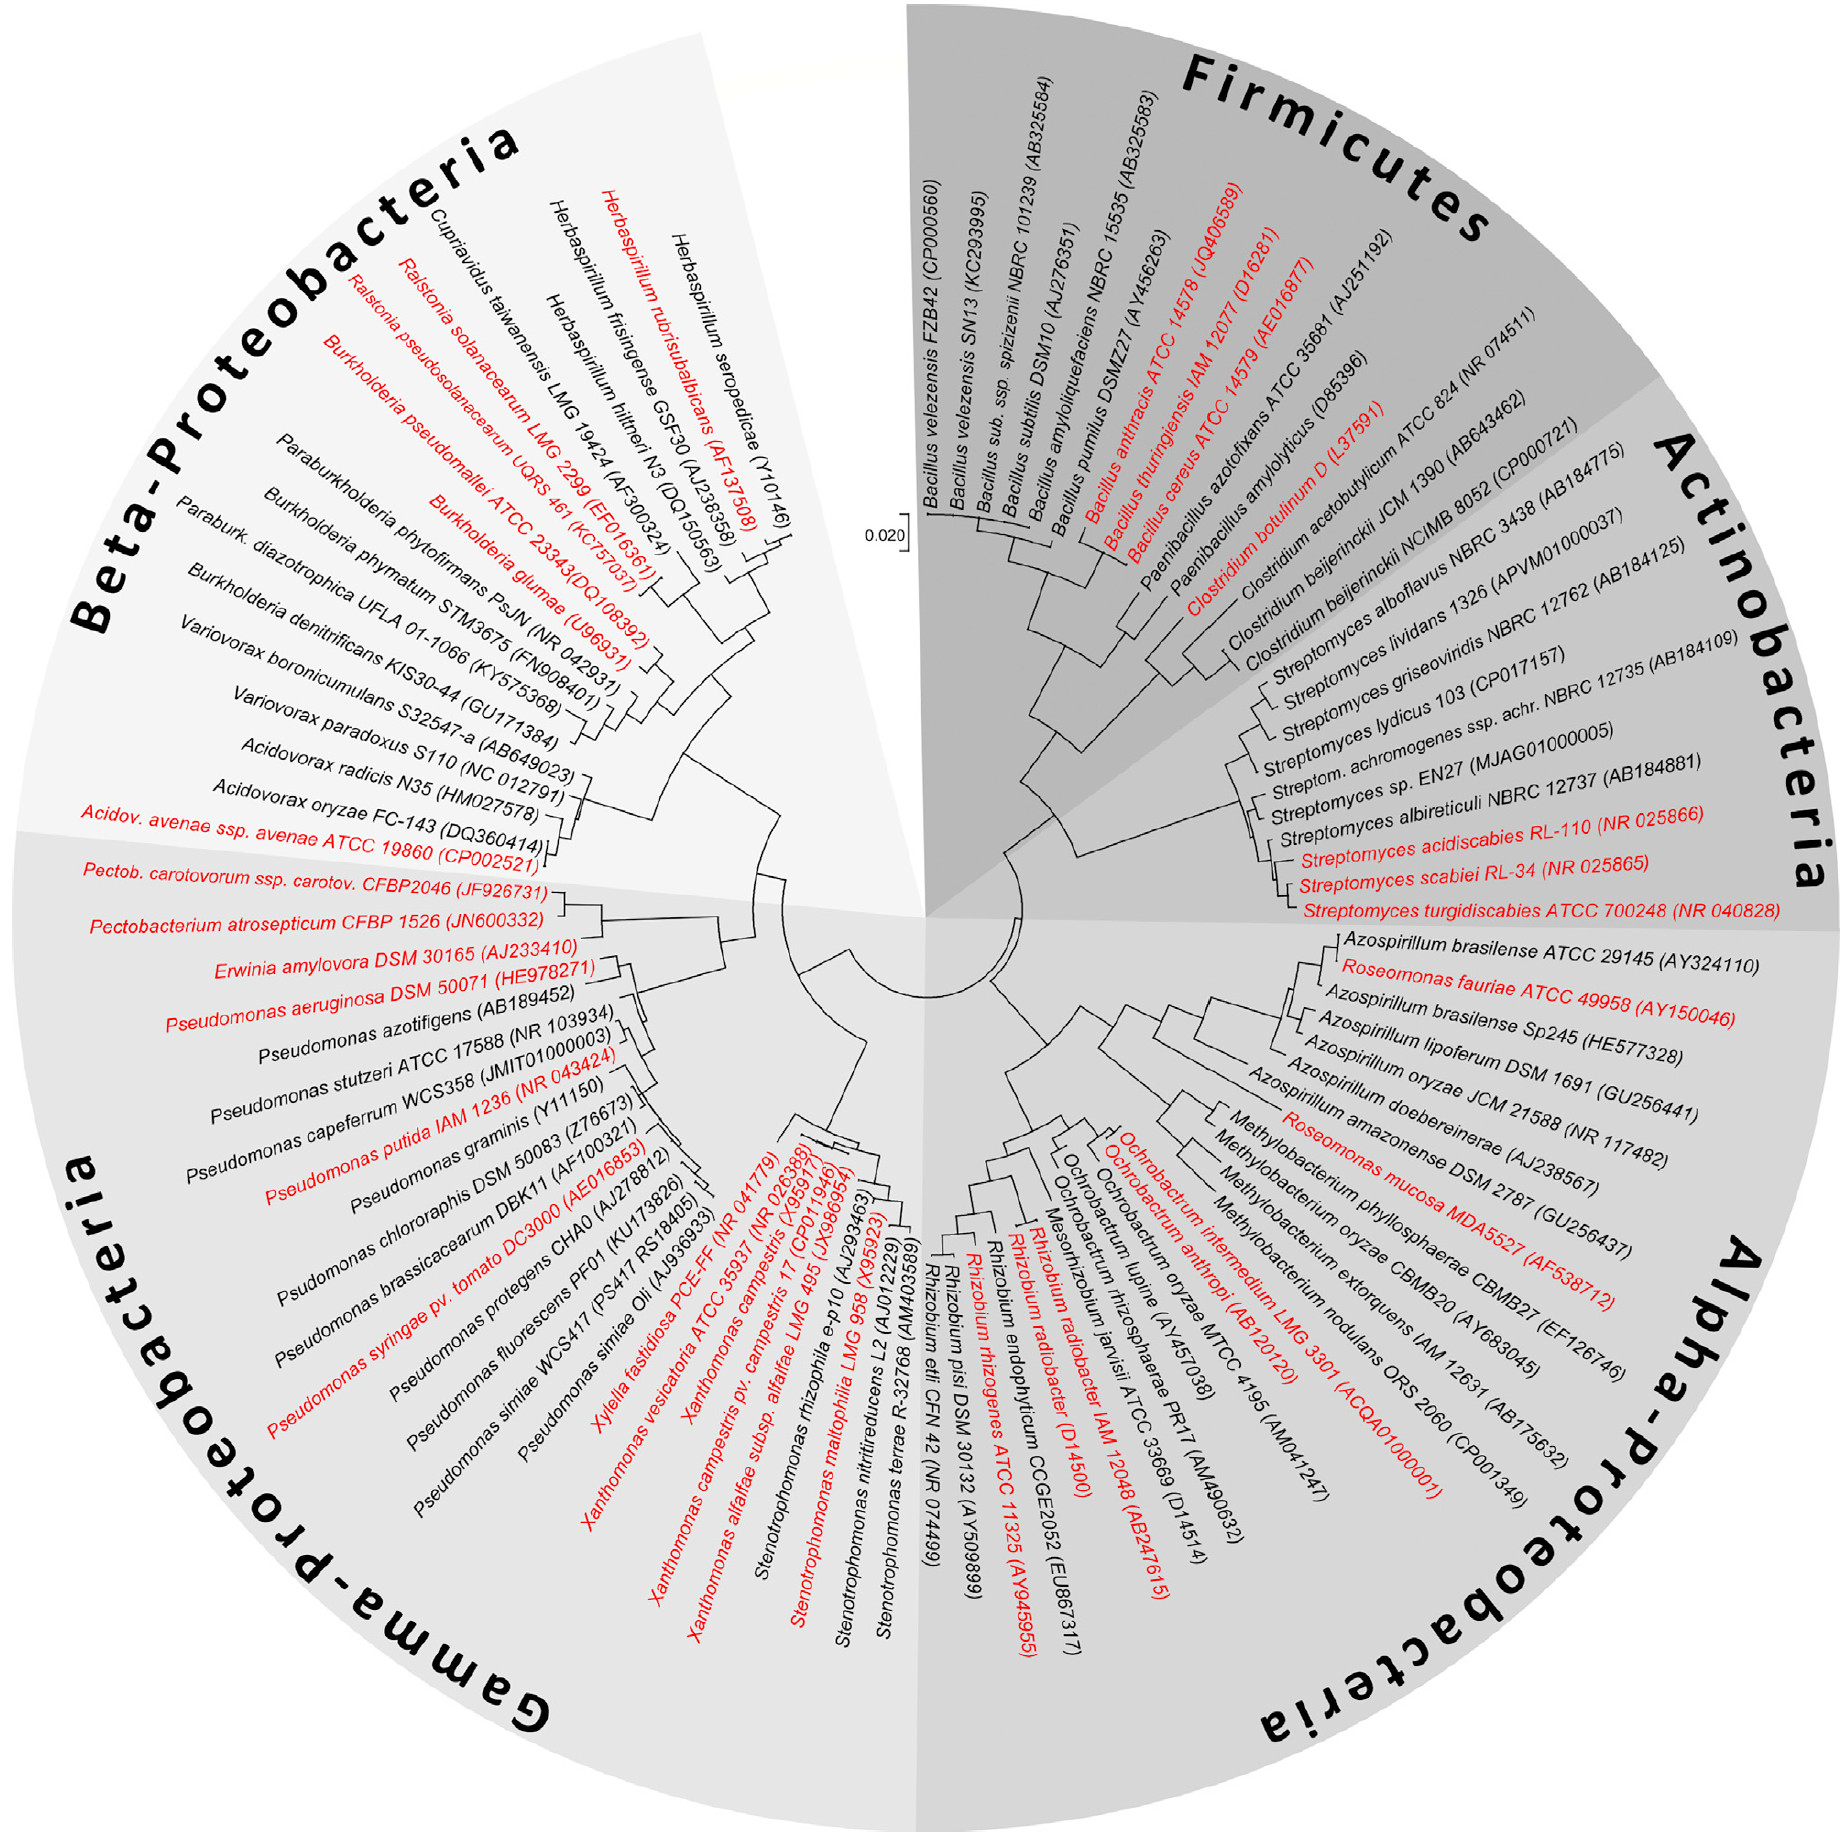 Firmicutes
Bacillus velezensis FZB42 (CP000560)
Bacillus velezensis SN13 (KC293995)
Bacillus sub. ssp. spizizenii NBRC 101239 (AB325584)
Bacillus subtilis DSM10 (AJ276351)
Bacillus amyloliquefaciens NBRC 15535 (AB325583)
Bacillus pumilus DSMZ27 (AY456263)
Bacillus anthracis ATCC 14578 (JQ406589)
Bacillus thuringiensis IAM 12077 (D16281)
Bacillus cereus ATCC 14579 (AE016877)
Paenibacillus azotofixans ATCC 35681 (AJ251192)
Paenibacillus amylolyticus (D85396)
Clostridium botulinum D (L37591)
Clostridium acetobutylicum ATCC 824 (NR 074511)
Clostridium beijerinckii JCM 1390 (AB643462)
Clostridium beijerinckii NCIMB 8052 (CP000721)
Actinobacteria
Streptomyces alboflavus NBRC 3438 (AB184775)
Streptomyces lividans 1326 (APVM01000037)
Streptomyces griseoviridis NBRC 12762 (AB184125)
Streptomyces lydicus 103 (CP017157)
Streptom. achromogenes ssp. achr. NBRC 12735 (AB184109)
Streptomyces sp. EN27 (MJAG01000005)
Streptomyces albireticuli NBRC 12737 (AB184881)
Streptomyces acidiscabies RL-110 (NR 025866)
Streptomyces scabiei RL-34 (NR 025865)
Streptomyces turgidiscabies ATCC 700248 (NR 040828)
Alpha-Proteobacteria
Azospirillum brasilense ATCC 29145 (AY324110)
Roseomonas fauriae ATCC 49958 (AY150046)
Azospirillum brasilense Sp245 (HE577328)
Azospirillum lipoferum DSM 1691 (GU256441)
Azospirillum oryzae JCM 21588 (NR 117482)
Azospirillum doebereinerae (AJ238567)
Azospirillum amazonense DSM 2787 (GU256437)
Roseomonas mucosa MDA5527 (AF538712)
Methylobacterium phyllosphaerae CBMB27 (EF126746)
Methylobacterium oryzae CBMB20 (AY683045)
Methylobacterium extorquens IAM 12631 (AB175632)
Methylobacterium nodulans ORS 2060 (CP001349)
Ochrobactrum intermedium LMG 3301 (ACQA01000001)
Ochrobactrum anthropi (AB120120)
Ochrobactrum oryzae MTCC 4195 (AM041247)
Ochrobactrum lupine (AY457038)
Ochrobactrum rhizosphaerae PR17 (AM490632)
Mesorhizobium jarvisii ATCC 33669 (D14514)
Rhizobium radiobacter IAM 12048 (AB247615)
Rhizobium radiobacter (D14500)
Rhizobium endophyticum CCGE2052 (EU867317)
Rhizobium rhizogenes ATCC 11325 (AY945955)
Rhizobium pisi DSM 30132 (AY509899)
Rhizobium etli CFN 42 (NR 074499)
Gamma-Proteobacteria
Stenotrophomonas terrae R-32768 (AM403589)
Stenotrophomonas nitritireducens L2 (AJ012229)
Stenotrophomonas maltophilia LMG 958 (X95923)
Stenotrophomonas rhizophila e-p10 (AJ293463)
Xanthomonas alfalfae subsp. alfalfae LMG 495 (JX986954)
Xanthomonas campestris pv. campestris 17 (CP011946)
Xanthomonas campestris (X95917)
Xanthomonas vesicatoria ATCC 35937 (NR 026388)
Xylella fastidiosa PCE-FF (NR 041779)
Pseudomonas simiae Oli (AJ936933)
Pseudomonas simiae WCS417 (PS417 RS18405)
Pseudomonas fluorescens PF01 (KU173826)
Pseudomonas protegens CHA0 (AJ278812)
Pseudomonas syringae pv. tomato DC3000 (AE016853)
Pseudomonas brassicacearum DBK11 (AF100321)
Psudomonas chlororaphis DSM 50083 (Z76673)
Pseudomonas graminis (Y11150)
Pseudomonas putida IAM 1236 (NR 043424)
Pseudomonas capeferrum WCS358 (JMIT01000003)
Pseudomonas stutzeri ATCC 17588 (NR 103934)
Pseudomonas azotifigens (AB189452)
Pseudomonas aeruginosa DSM 50071 (HE978271)
Erwinia amylovora DSM 30165 (AJ233410)
Pectobacterium atrosepticum CFBP 1526 (JN600332)
Pectob. carotovorum ssp. carotov. CFBP2046 (JF926731)
Beta-Proteobacteria
Acidov. avenae ssp. avenae ATCC 19860 (CP002521)
Acidovorax oryzae FC-143 (DQ360414)
Acidovorax radicis N35 (HM027578)
Variovorax paradoxus S110 (NC 012791)
Variovorax boronicumulans S32547-a (AB649023)
Burkholderia denitrificans KIS30-44 (GU171384)
Paraburk. diazotrophica UFLA 01-1066 (KY575368)
Burkholderia phymatum STM3675 (FN908401)
Paraburkholderia phytofirmans PsJN (NR 042931)
Burkholderia glumae (U96931)
Burkholderia pseudomallei ATCC 23343(DQ108392)
Ralstonia pseudosolanacearum UQRS 461 (KC757037)
Ralstonia solanacearum LMG 2299 (EF016361)
Cupriavidus taiwanensis LMG 19424 (AF300324)
Herbaspirillum hiltneri N3 (DQ150563)
Herbaspirillum frisingense GSF30 (AJ238358)
Herbaspirillum rubrisubalbicans (AF137508)
Herbaspirillum seropedicae (Y10146)
0.020